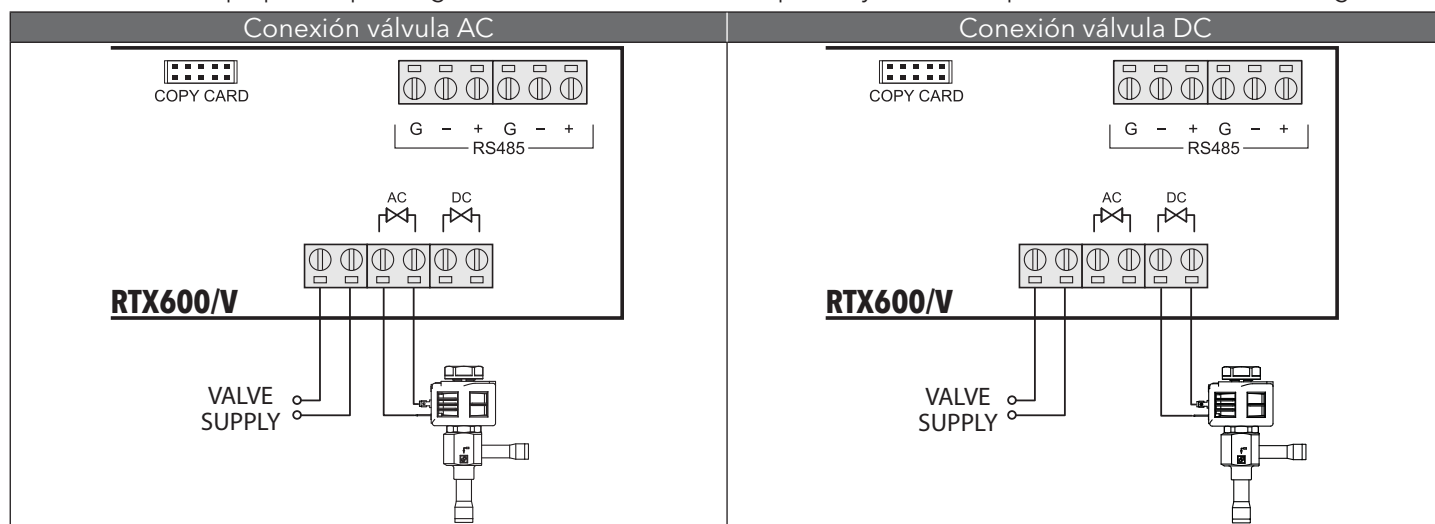 Conexión válvula AC
COPY CARD
G - + G - +
RS485
AC DC
RTX600/V
VALVE
SUPPLY
Conexión válvula DC
COPY CARD
G - + G - +
RS485
AC DC
RTX600/V
VALVE
SUPPLY